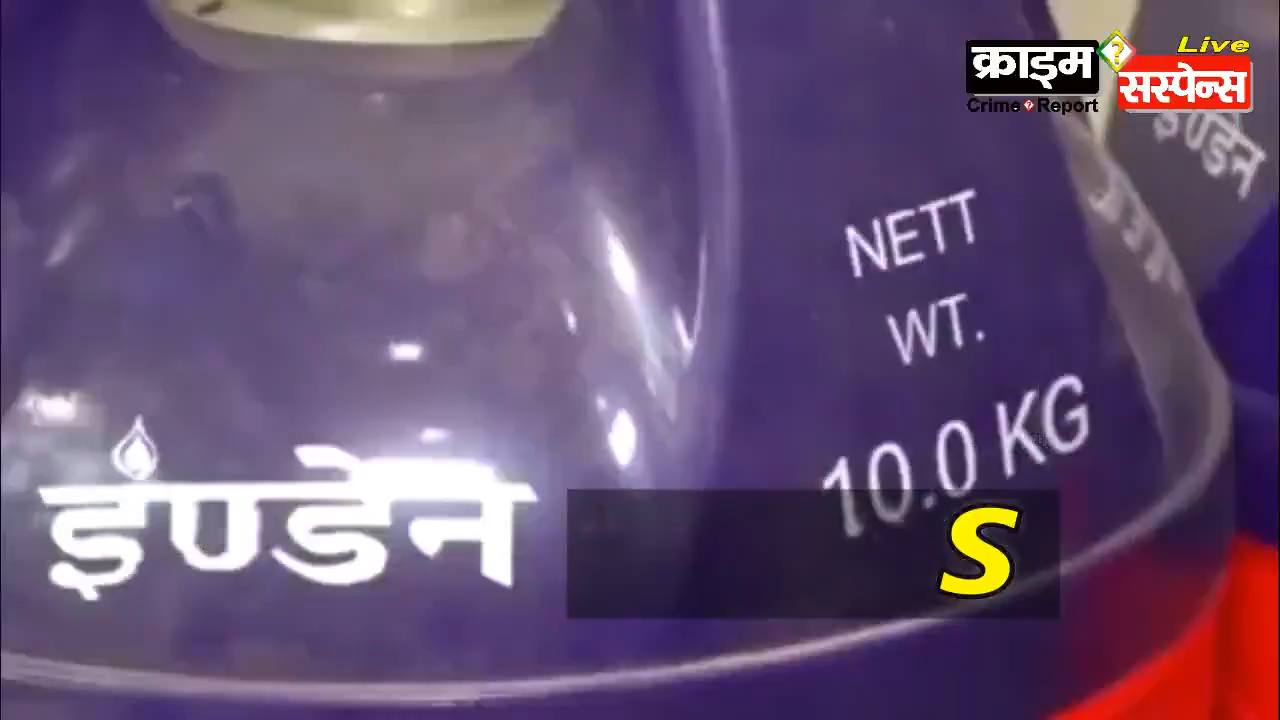 क्राइम
Live
सस्पेन्स
Crime Report
इण्डेन
NETT
WT.
10.0 KG
इण्डेन
S